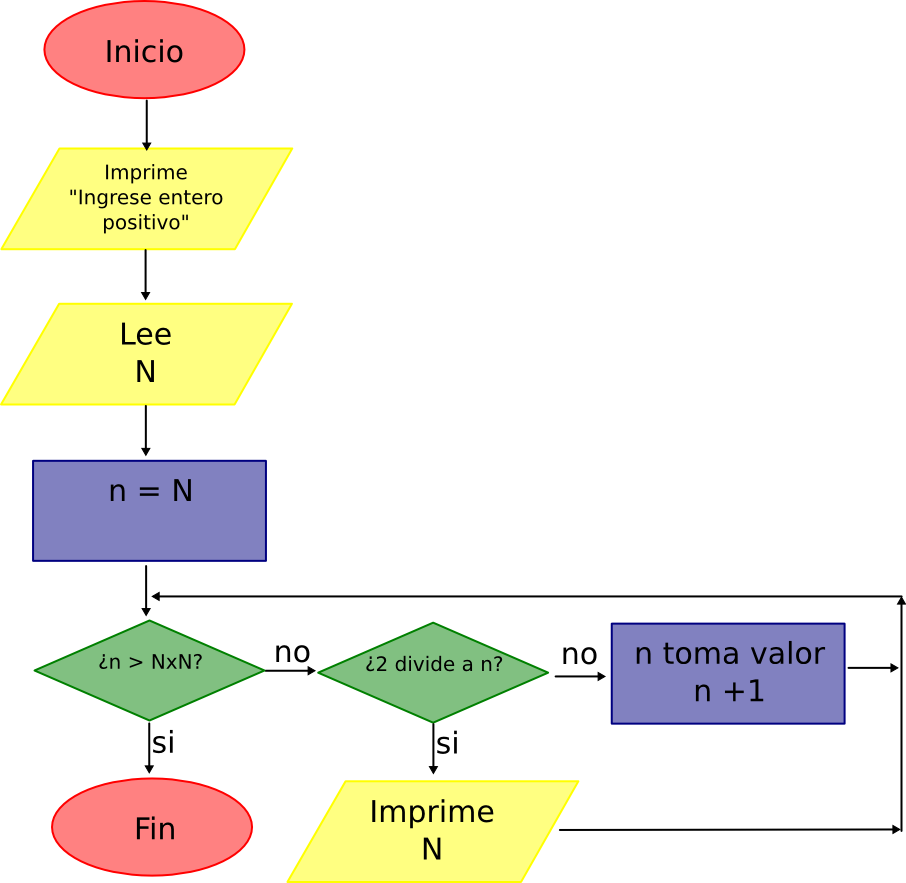 Inicio
Imprime
"Ingrese entero
positivo"
Lee
N
n = N
¿n > NxN?
no
¿2 divide a n?
no
n toma valor
n +1
si
si
Fin
Imprime
N